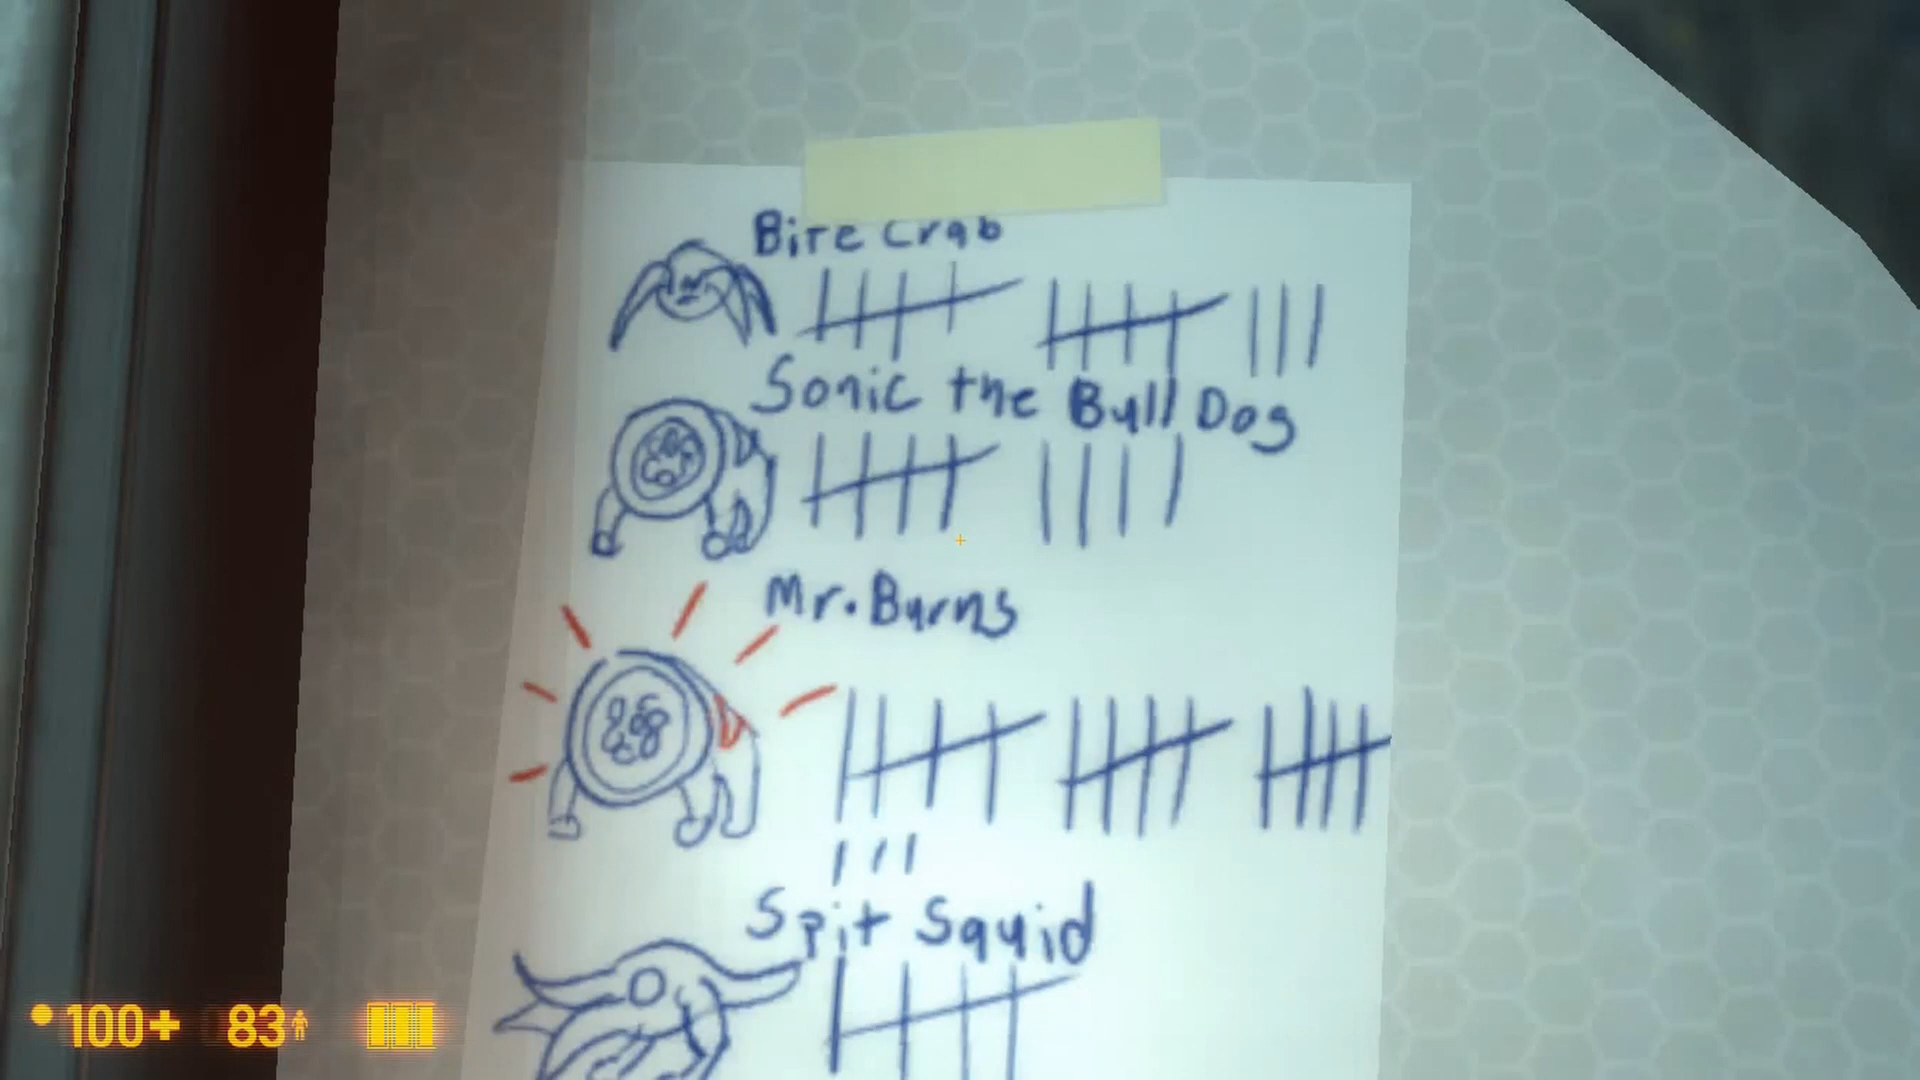 Bite Crab
Sonic the Bull Dog
Mr. Burns
Spit Squid
100+ 83